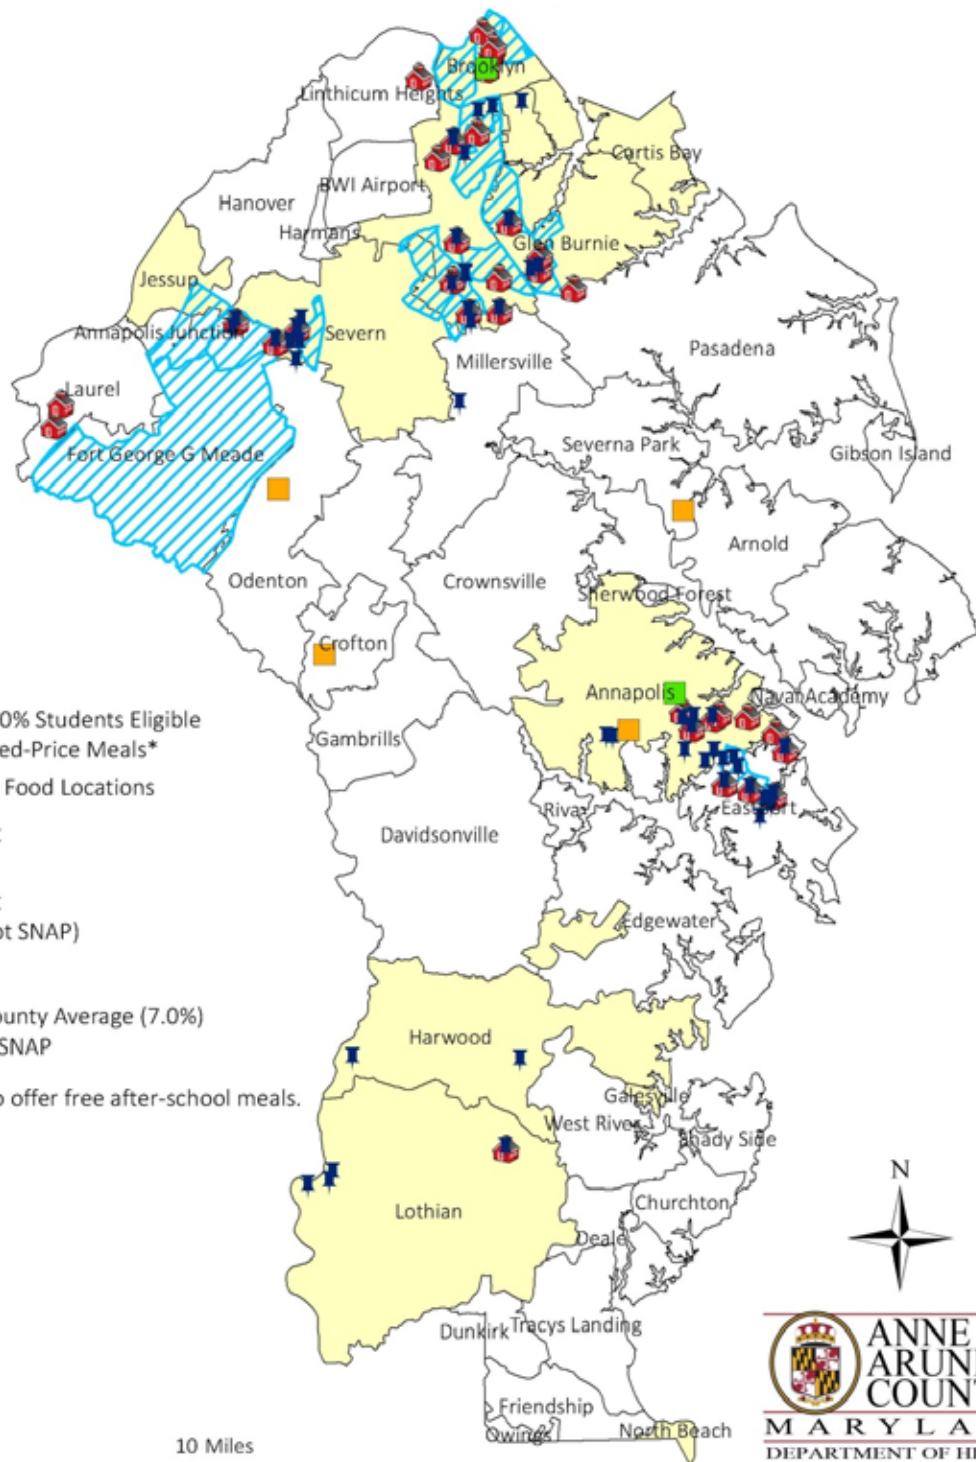 Brooklyn
Linthicum Heights
Curtis Bay
BWI Airport
Hanover
Harmans
Glen Burnie
Jessup
Annapolis Junction
Severn
Pasadena
Millersville
Laurel
Severna Park
Gibson Island
Fort George G Meade
Arnold
Odenton
Crownsville
Sherwood Forest
Crofton
Annapolis
Naval Academy
0% Students Eligible
ed-Price Meals*
Gambrills
Food Locations
Riva
Eastport
Davidsonville
ot SNAP)
Edgewater
ounty Average (7.0%)
SNAP
Harwood
o offer free after-school meals.
Galesville
West River
Shady Side
N
Lothian
Churchton
Deale
Dunkirk
Tracys Landing
ANNE
ARUN
COUN
Friendship
Owings
North Beach
MARYLA
10 Miles
DEPARTMENT OF H